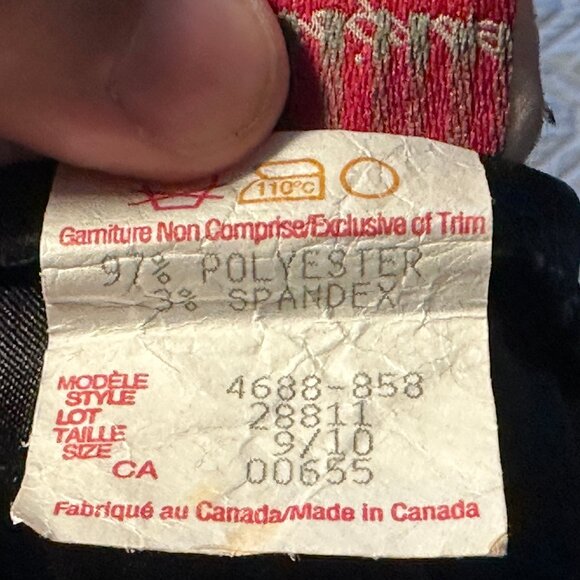 110°C
Garniture Non Comprise/Exclusive of Trim
97% POLYESTER
3% SPANDEX
MODÈLE
STYLE
4688-858
LOT
28811
TAILLE
SIZE
9/10
CA
00655
Fabriqué au Canada/Made in Canada